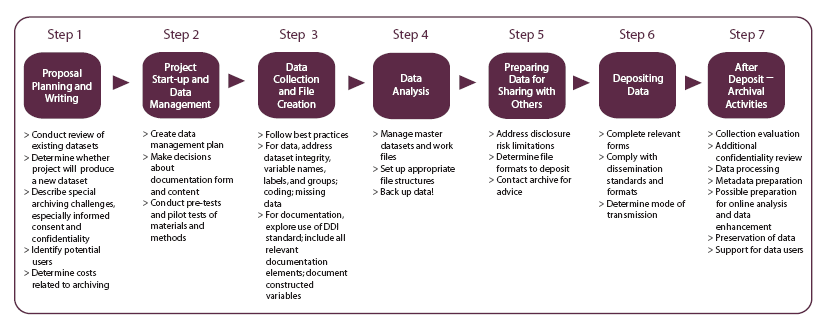 Step 1
Proposal
Planning and
Writing
> Conduct review of
existing datasets
> Determine whether
project will produce
a new dataset
> Describe special
archiving challenges,
especially informed
consent and
confidentiality
> Identify potential
users
> Determine costs
related to archiving
Step 2
Project
Start-up and
Data
Management
> Create data
management plan
> Make decisions
about
documentation form
and content
> Conduct pre-tests
and pilot tests of
materials and
methods
Step 3
Data
Collection
and File
Creation
> Follow best practices
> For data, address
dataset integrity,
variable names,
labels, and groups;
coding; missing
data
> For documentation,
explore use of DDI
standard; include all
relevant
documentation
elements; document
constructed
variables
Step 4
Data
Analysis
> Manage master
datasets and work
files
> Set up appropriate
file structures
> Back up data!
Step 5
Preparing
Data for
Sharing with
Others
> Address disclosure
risk limitations
> Determine file
formats to deposit
> Contact archive for
advice
Step 6
Depositing
Data
> Complete relevant
forms
> Comply with
dissemination
standards and
formats
> Determine mode of
transmission
Step 7
After
Deposit—
Archival
Activities
> Collection evaluation
> Additional
confidentiality review
> Data processing
> Metadata preparation
> Possible preparation
for online analysis
and data
enhancement
> Preservation of data
> Support for data users